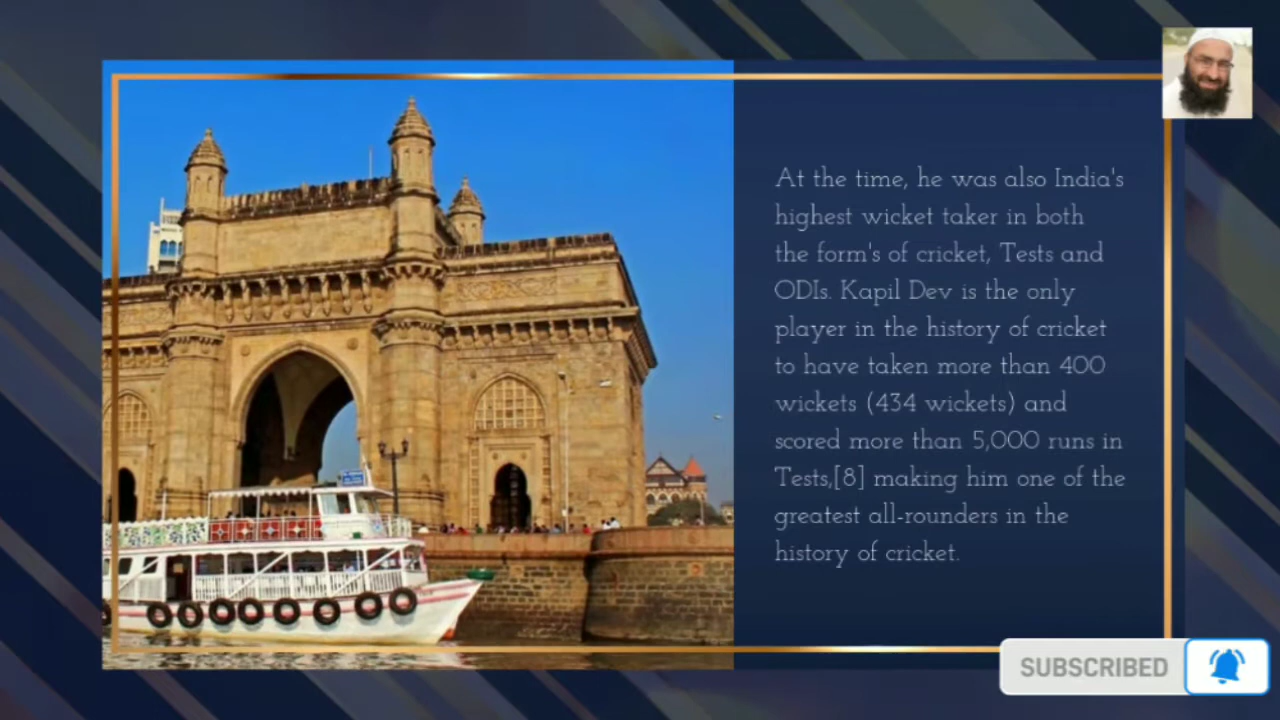 At the time, he was also India's
highest wicket taker in both
the form's of cricket, Tests and
ODIs. Kapil Dev is the only
player in the history of cricket
to have taken more than 400
wickets (434 wickets) and
scored more than 5,000 runs in
Tests,[8] making him one of the
greatest all-rounders in the
history of cricket.
SUBSCRIBED